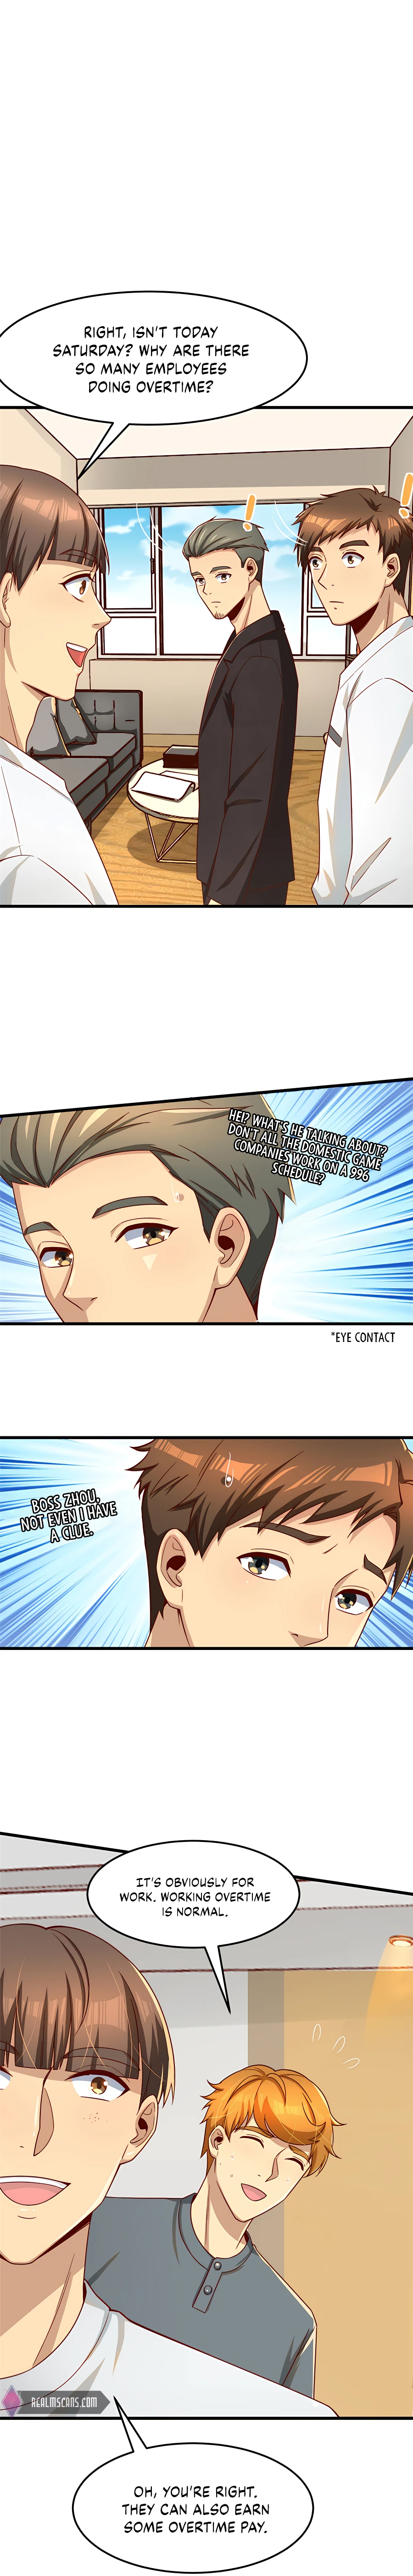 RIGHT, ISN'T TODAY
SATURDAY? WHY ARE THERE
SO MANY EMPLOYEES
DOING OVERTIME?
HEI? WHAT'S HE TALKING ABOUT?
DON'T ALL THE DOMESTIC GAME
COMPANIES WORK ON A 996
SCHEDULE?
*EYE CONTACT
BOSS ZHOU,
NOT EVEN I HAVE
A CLUE.
IT'S OBVIOUSLY FOR
WORK. WORKING OVERTIME
IS NORMAL.
REALMSCANS.COM
OH, YOU'RE RIGHT.
THEY CAN ALSO EARN
SOME OVERTIME PAY.